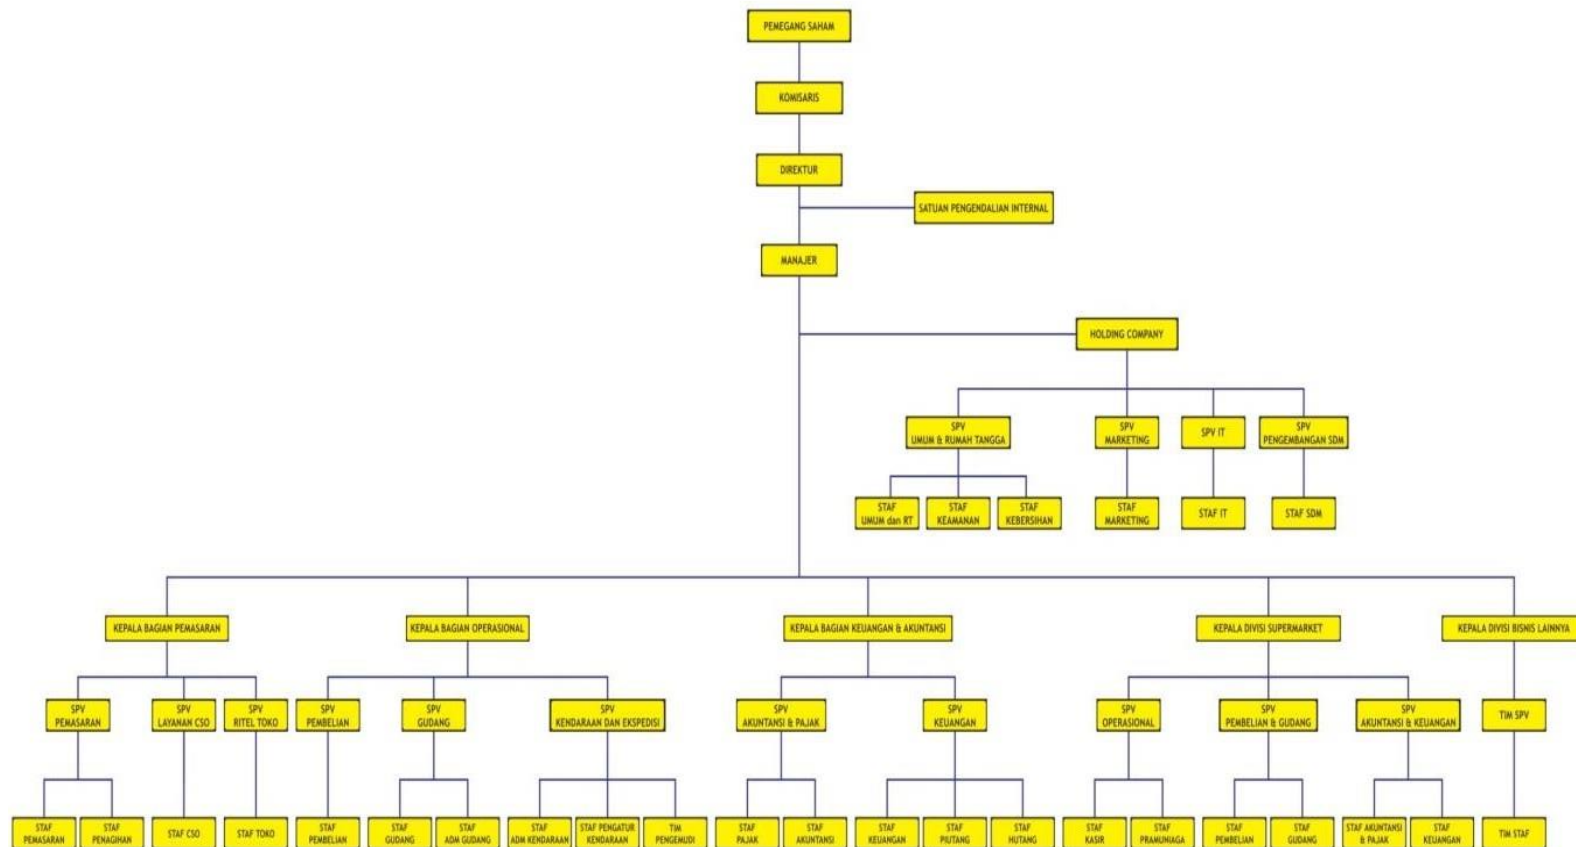 PEMEGANG SAHAM
KOMISARIS
DIREKTUR
SATUAN PENGENDALIAN INTERNAL
MANAJER
HOLDING COMPANY
SPV
UMUM & RUMAH TANGGA
SPV
MARKETING
SPV IT
SPV
PENGEMBANGAN SDM
STAF
UMUM dan RT
STAF
KEAMANAN
STAF
KEBERSIHAN
STAF
MARKETING
STAF IT
STAF SDM
KEPALA BAGIAN PEMASARAN
KEPALA BAGIAN OPERASIONAL
KEPALA BAGIAN KEUANGAN & AKUNTANSI
KEPALA DIVISI SUPERMARKET
KEPALA DIVISI BISNIS LAINNYA
SPV
PEMASARAN
SPV
LAYANAN CSO
SPV
RITEL TOKO
SPV
PEMBELIAN
SPV
GUDANG
SPV
KENDARAAN DAN EKSPEDISI
SPV
AKUNTANSI & PAJAK
SPV
KEUANGAN
SPV
OPERASIONAL
SPV
PEMBELIAN & GUDANG
SPV
AKUNTANSI & KEUANGAN
TIM SPV
STAF
PEMASARAN
STAF
PENAGIHAN
STAF CSO
STAF TOKO
STAF
PEMBELIAN
STAF
GUDANG
STAF
ADM GUDANG
STAF
ADM KENDARAAN
STAF PENGATUR
KENDARAAN
TIM
PENGEMUDI
STAF
PAJAK
STAF
AKUNTANSI
STAF
KEUANGAN
STAF
PIUTANG
STAF
HUTANG
STAF
KASIR
STAF
PRAMUNIAGA
STAF
PEMBELIAN
STAF
GUDANG
STAF AKUNTANSI
& PAJAK
STAF
KEUANGAN
TIM STAF